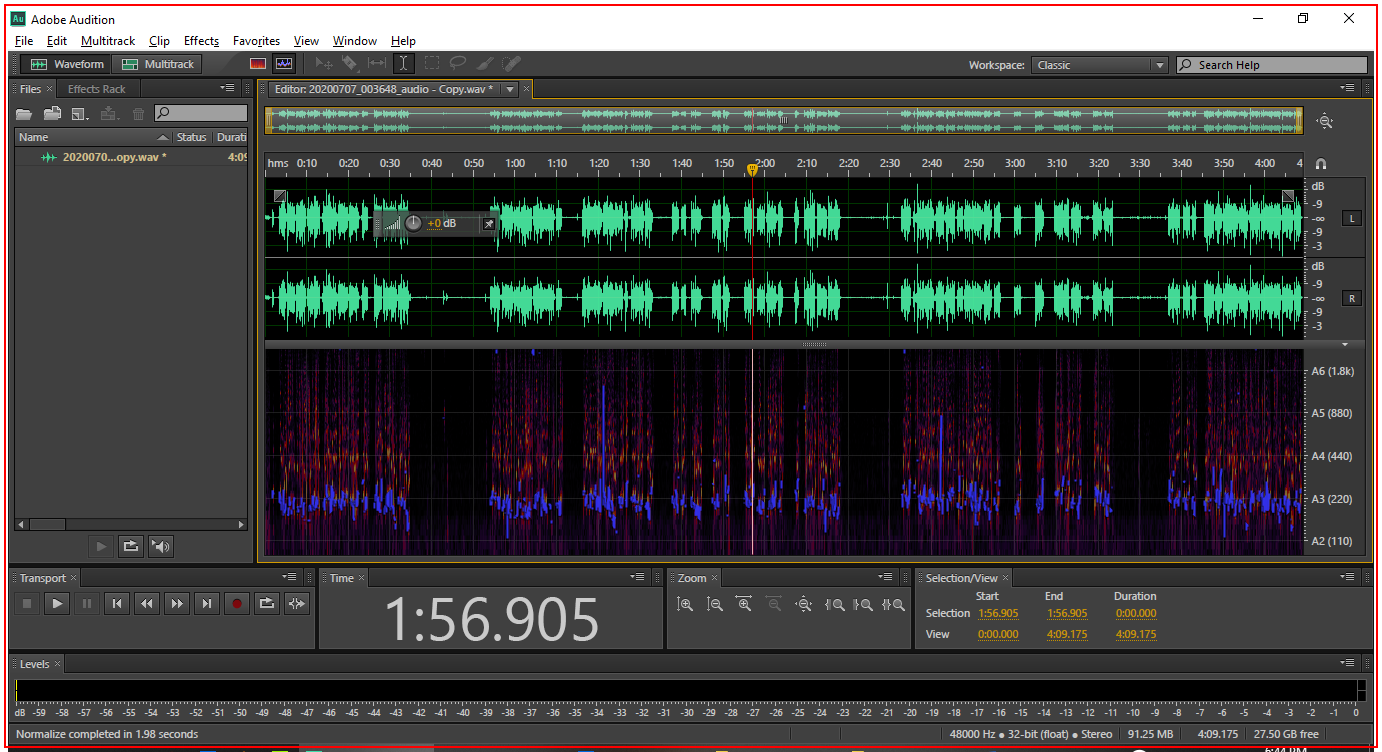 Au Adobe Audition
File Edit Multitrack Clip Effects Favorites View Window Help
Waveform Multitrack Workspace: Classic Search Help
Files × Effects Rack
Editor: 20200707_003648_audio - Copy.wav * ×
Name Status Durati
2020070...opy.wav * 4:09
hms 0:10 0:20 0:30 0:40 0:50 1:00 1:10 1:20 1:30 1:40 1:50 2:00 2:10 2:20 2:30 2:40 2:50 3:00 3:10 3:20 3:30 3:40 3:50 4:00 4
+0 dB
dB
-9
-∞
-9
-3
L
dB
-9
-∞
-9
-3
R
A6 (1.8k)
A5 (880)
A4 (440)
A3 (220)
A2 (110)
Transport ×
Time ×
1:56.905
Zoom ×
Selection/View ×
Start End Duration
Selection 1:56.905 1:56.905 0:00.000
View 0:00.000 4:09.175 4:09.175
Levels ×
dB -59 -58 -57 -56 -55 -54 -53 -52 -51 -50 -49 -48 -47 -46 -45 -44 -43 -42 -41 -40 -39 -38 -37 -36 -35 -34 -33 -32 -31 -30 -29 -28 -27 -26 -25 -24 -23 -22 -21 -20 -19 -18 -17 -16 -15 -14 -13 -12 -11 -10 -9 -8 -7 -6 -5 -4 -3 -2 -1 0
Normalize completed in 1.98 seconds
48000 Hz ● 32-bit (float) ● Stereo 91.25 MB 4:09.175 27.50 GB free
6:44 PM